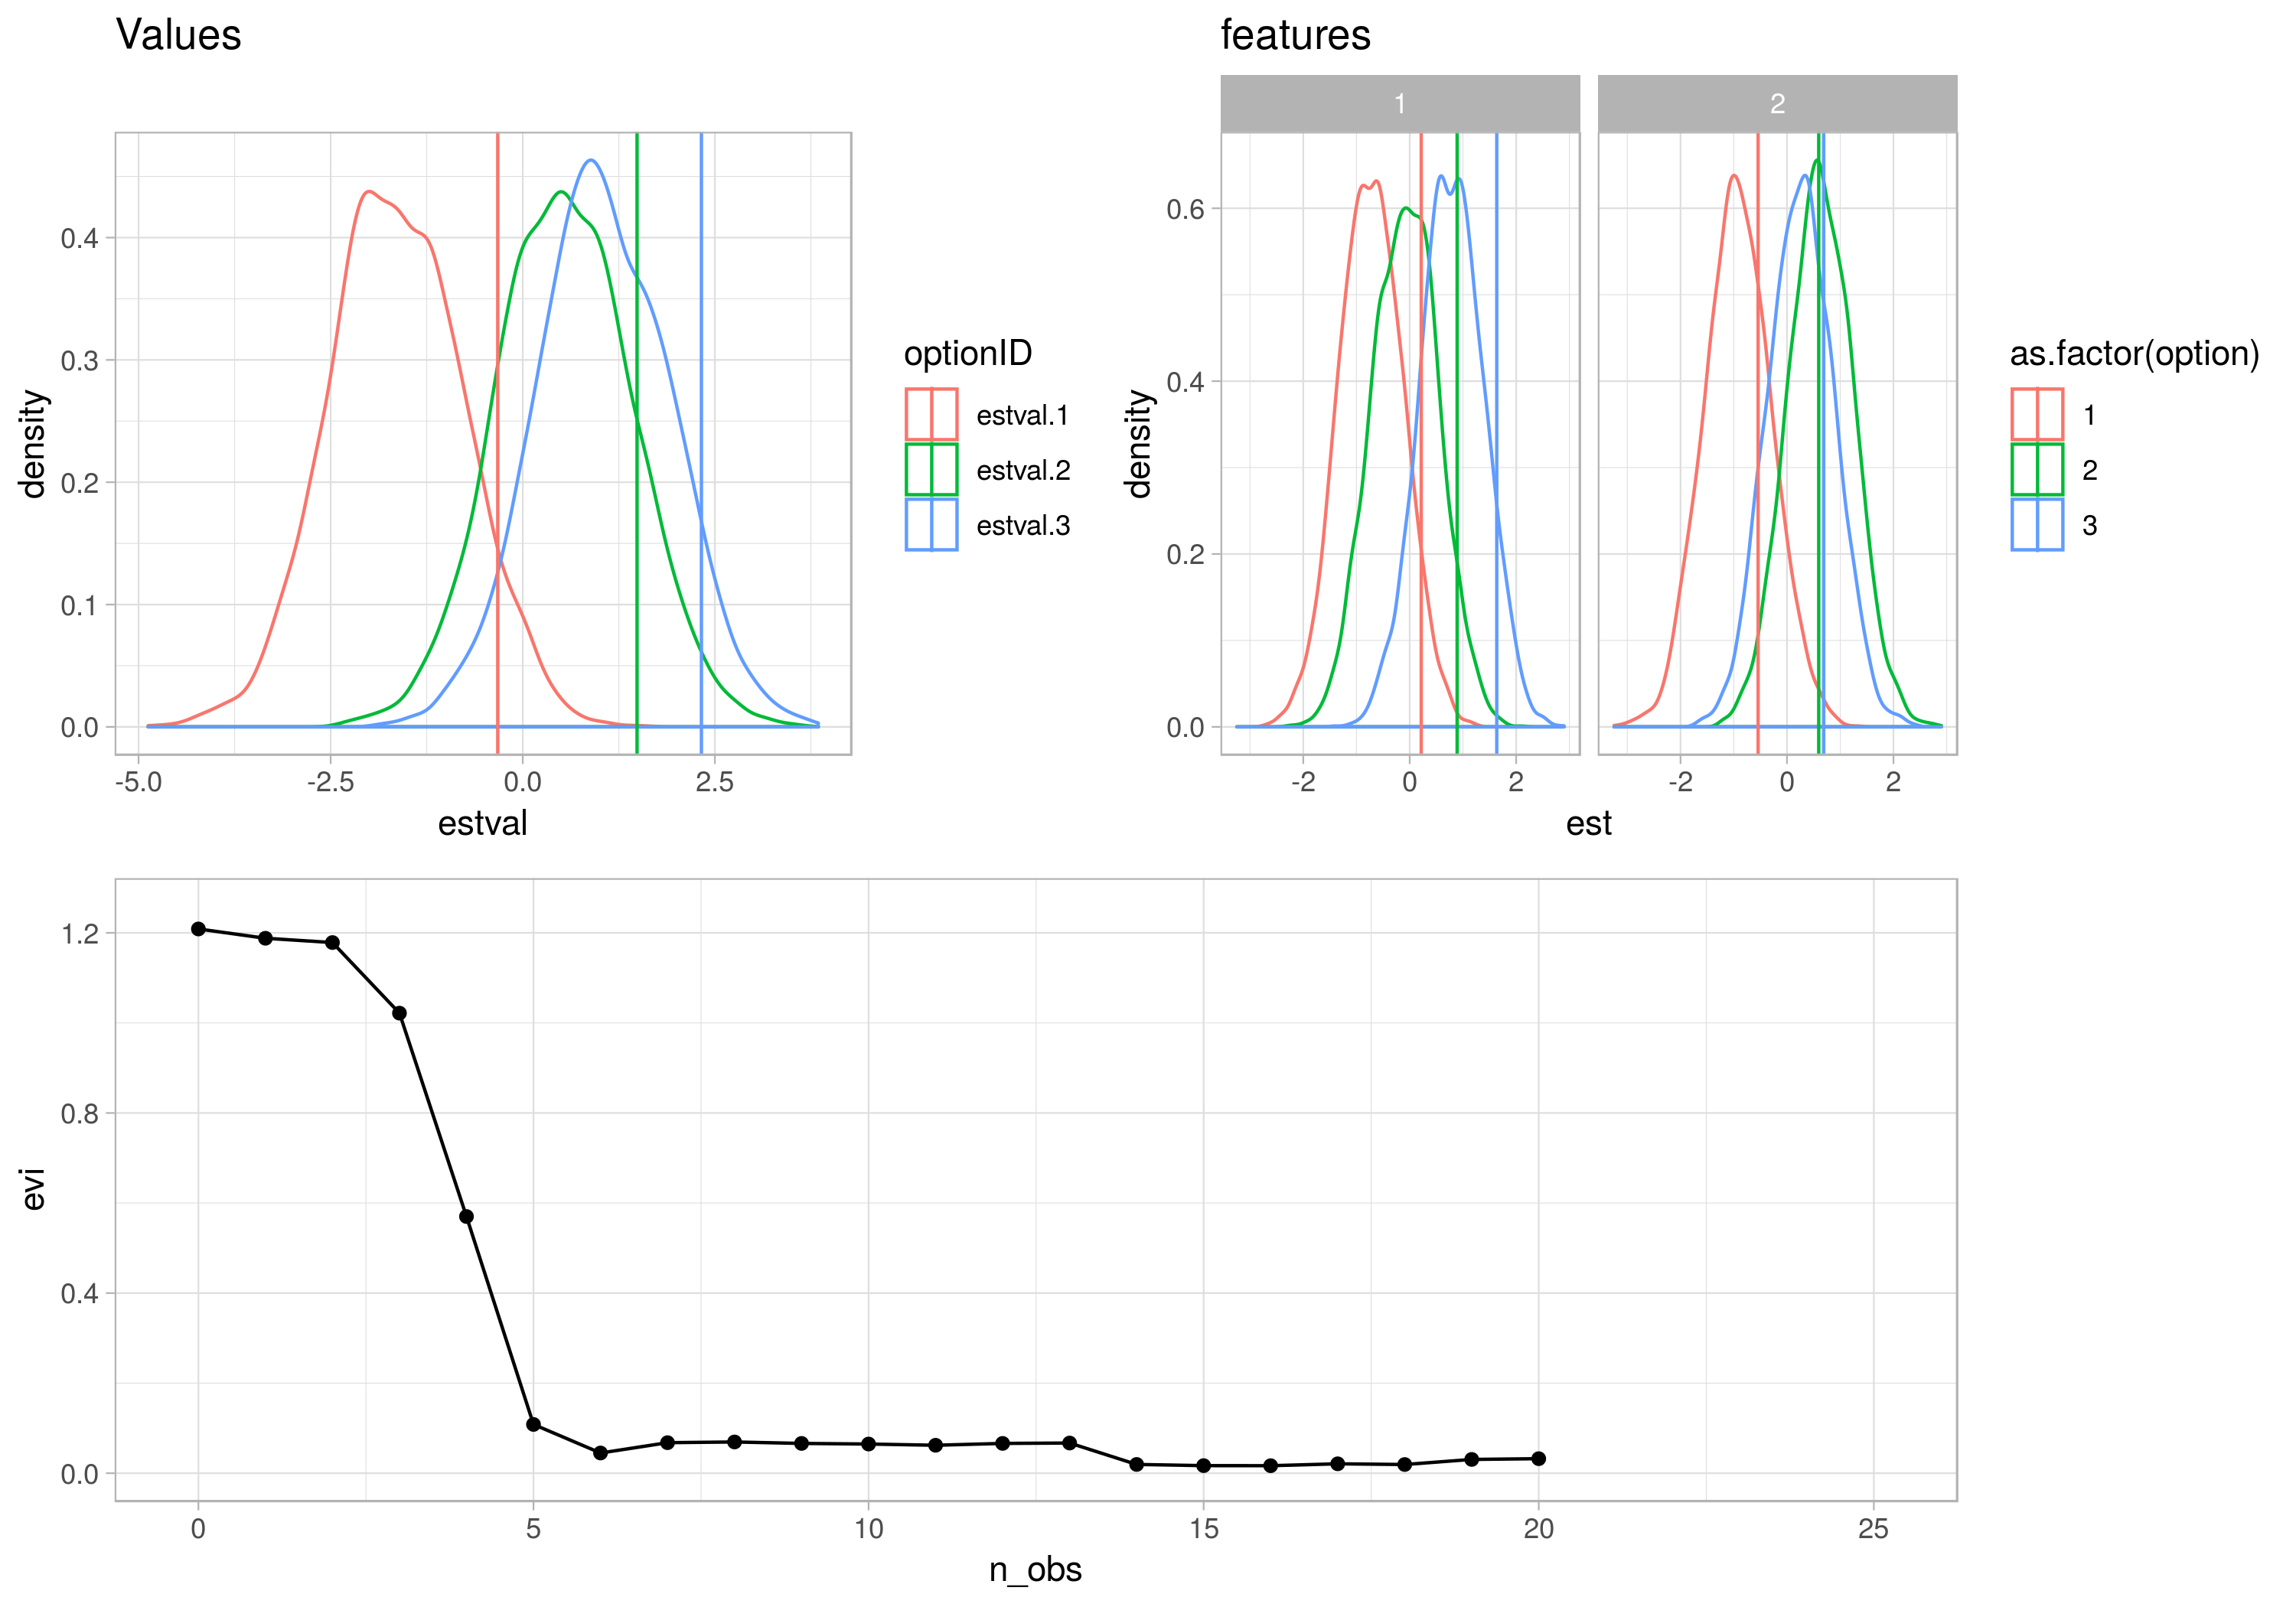 Values
density
0.4
0.3
0.2
0.1
0.0
-5.0 -2.5 0.0 2.5
estval
optionID
estval.1
estval.2
estval.3
features
1 2
density
0.6
0.4
0.2
0.0
-2 0 2 -2 0 2
est
as.factor(option)
1
2
3
evi
1.2
0.8
0.4
0.0
0 5 10 15 20 25
n_obs